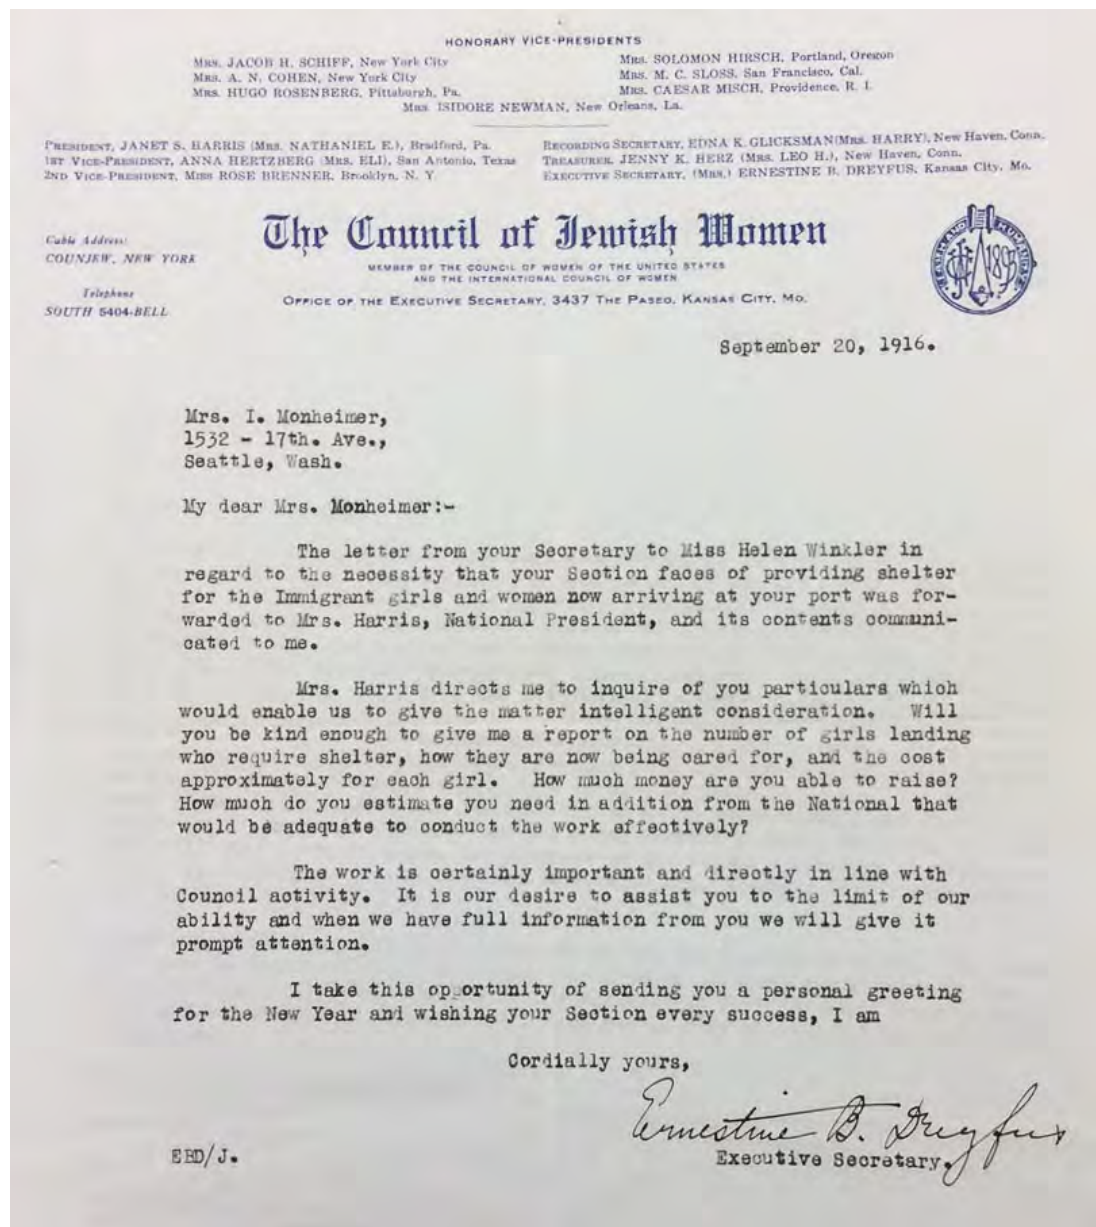 HONORARY VICE-PRESIDENTS
MRS. JACOB H. SCHIFF, New York City
MRS. A. N. COHEN, New York City
MRS. HUGO ROSENBERG, Pittsburgh, Pa.
MRS. SOLOMON HIRSCH, Portland, Oregon
MRS. M. C. SLOSS, San Francisco, Cal.
MRS. CAESAR MISCH, Providence, R. I.
MRS. ISIDORE NEWMAN, New Orleans, La.
PRESIDENT, JANET S. HARRIS (MRS. NATHANIEL E.), Bradford, Pa.
1ST VICE-PRESIDENT, ANNA HERTZBERG (MRS. ELI), San Antonio, Texas
2ND VICE-PRESIDENT, MISS ROSE BRENNER, Brooklyn, N. Y
RECORDING SECRETARY, EDNA K. GLICKSMAN (MRS. HARRY), New Haven, Conn.
TREASURER, JENNY K. HERZ (MRS. LEO H.), New Haven, Conn.
EXECUTIVE SECRETARY, (MRS.) ERNESTINE B. DREYFUS, Kansas City, Mo.
Cable Address:
COUNJEW, NEW YORK
Telephone
SOUTH 5404-BELL
The Council of Jewish Women
MEMBER OF THE COUNCIL OF WOMEN OF THE UNITED STATES
AND THE INTERNATIONAL COUNCIL OF WOMEN
OFFICE OF THE EXECUTIVE SECRETARY, 3437 THE PASEO, KANSAS CITY, MO.
1893
September 20, 1916.
Mrs. I. Monheimer,
1532 - 17th. Ave.,
Seattle, Wash.
My dear Mrs. Monheimer:-
The letter from your Secretary to Miss Helen Winkler in
regard to the necessity that your Section faces of providing shelter
for the Immigrant girls and women now arriving at your port was for-
warded to Mrs. Harris, National President, and its contents communi-
cated to me.
Mrs. Harris directs me to inquire of you particulars which
would enable us to give the matter intelligent consideration. Will
you be kind enough to give me a report on the number of girls landing
who require shelter, how they are now being cared for, and the cost
approximately for each girl. How much money are you able to raise?
How much do you estimate you need in addition from the National that
would be adequate to conduct the work effectively?
The work is certainly important and directly in line with
Council activity. It is our desire to assist you to the limit of our
ability and when we have full information from you we will give it
prompt attention.
I take this opportunity of sending you a personal greeting
for the New Year and wishing your Section every success, I am
Cordially yours,
Ernestine B. Dreyfus
Executive Secretary.
EBD/J.